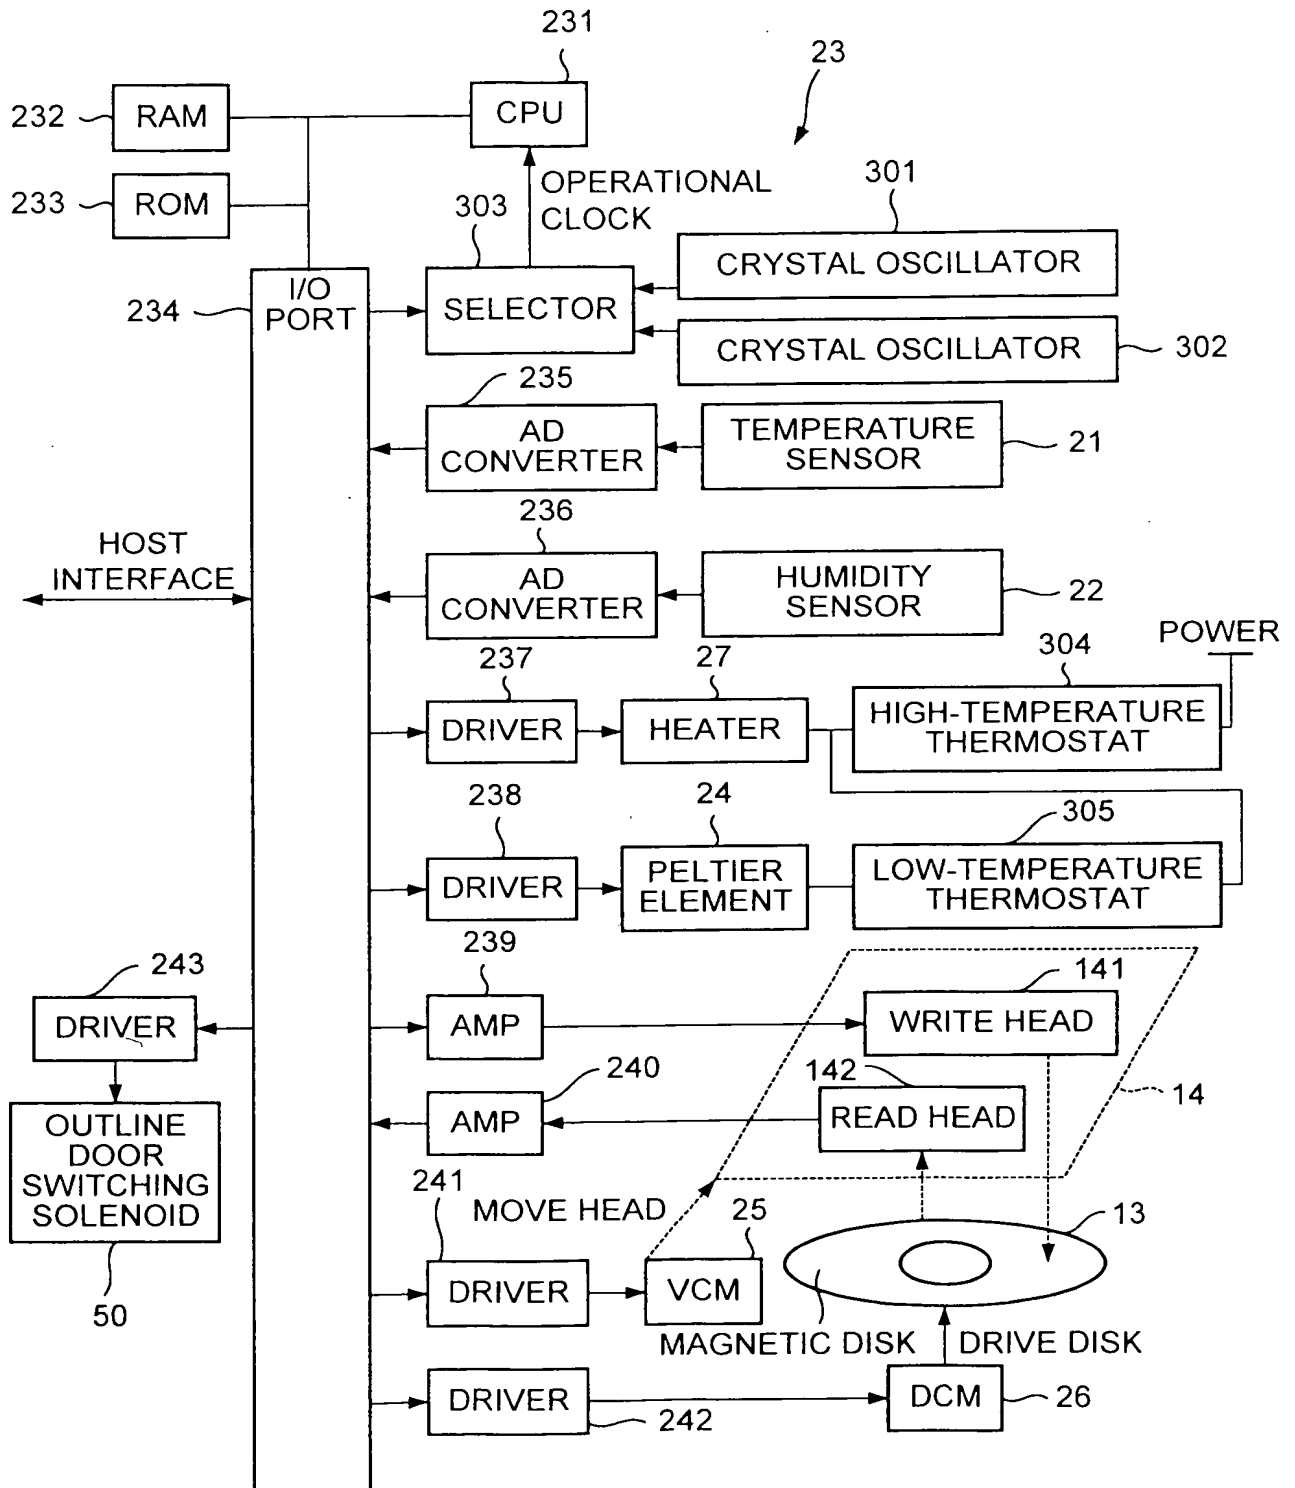 231
23
232
RAM
CPU
301
OPERATIONAL
CLOCK
233
ROM
303
CRYSTAL OSCILLATOR
234
I/O
PORT
SELECTOR
CRYSTAL OSCILLATOR
302
235
AD
CONVERTER
TEMPERATURE
SENSOR
21
236
HOST
INTERFACE
AD
CONVERTER
HUMIDITY
SENSOR
22
POWER
237
27
304
DRIVER
HEATER
HIGH-TEMPERATURE
THERMOSTAT
238
24
305
DRIVER
PELTIER
ELEMENT
LOW-TEMPERATURE
THERMOSTAT
239
243
141
DRIVER
AMP
WRITE HEAD
240
142
14
AMP
READ HEAD
OUTLINE
DOOR
SWITCHING
SOLENOID
241
MOVE HEAD
25
13
50
DRIVER
VCM
MAGNETIC DISK
DRIVE DISK
DRIVER
242
DCM
26